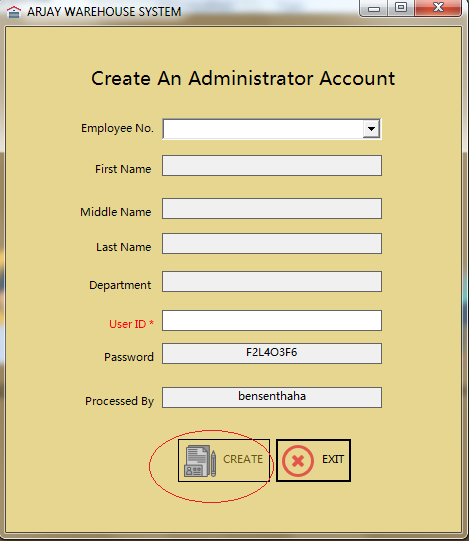 ARJAY WAREHOUSE SYSTEM
Create An Administrator Account
Employee No.
First Name
Middle Name
Last Name
Department
User ID *
Password F2L4O3F6
Processed By bensenthaha
CREATE EXIT